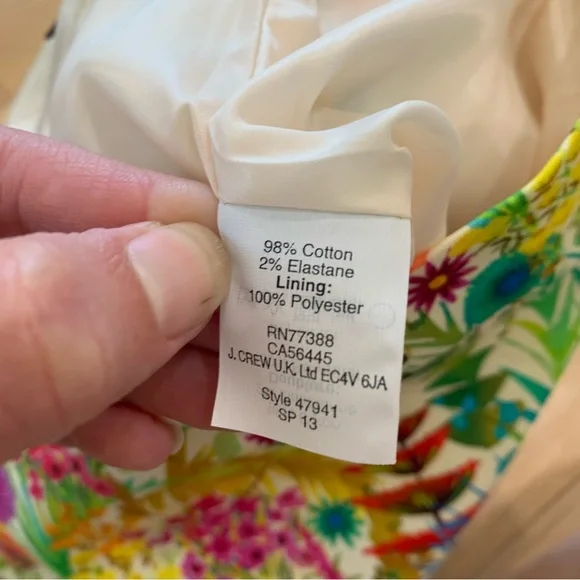 98% Cotton
2% Elastane
Lining:
100% Polyester
RN77388
CA56445
J. CREW U.K. Ltd EC4V 6JA
Style 47941
SP 13